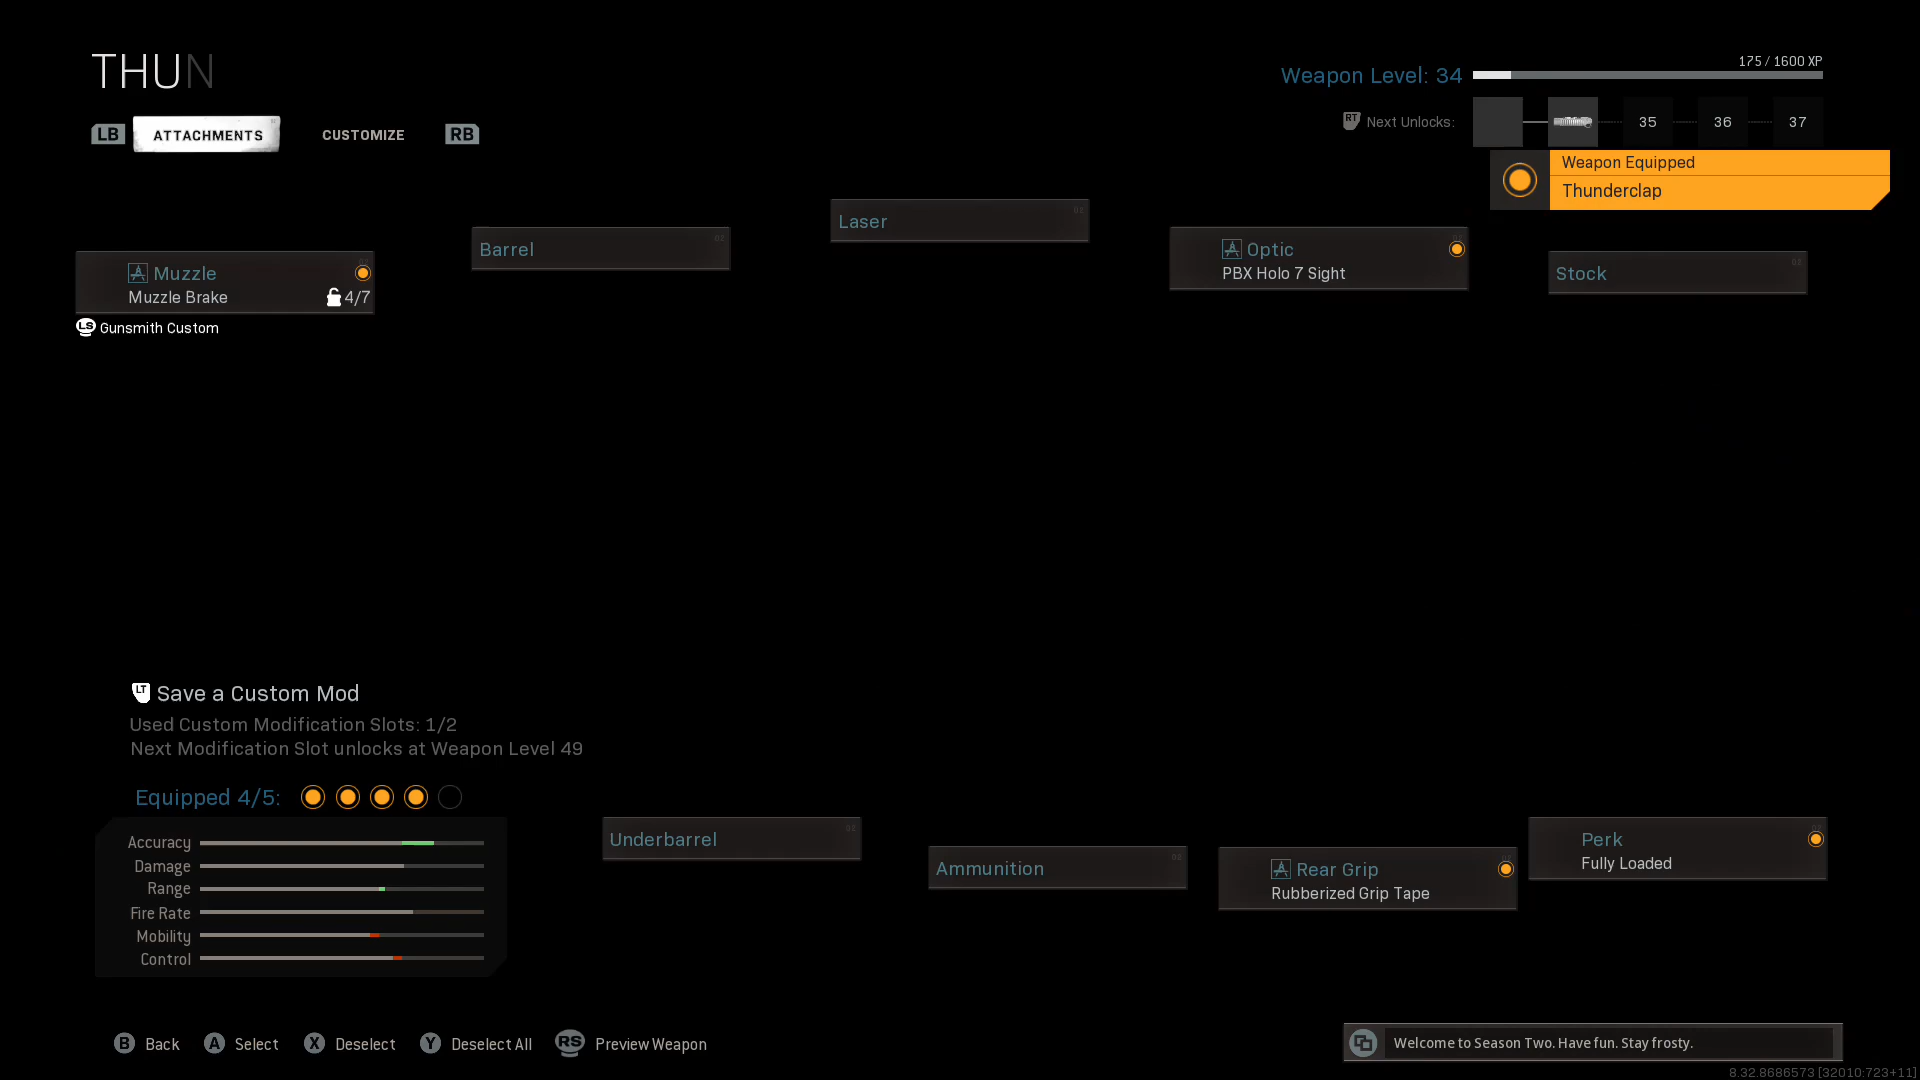 THUN
175 / 1600 XP
Weapon Level: 34
LB ATTACHMENTS CUSTOMIZE RB
RT Next Unlocks: 35 36 37
Weapon Equipped
Thunderclap
Laser
Barrel
Optic
PBX Holo 7 Sight
Muzzle
Muzzle Brake 4/7
Stock
LS Gunsmith Custom
LT Save a Custom Mod
Used Custom Modification Slots: 1/2
Next Modification Slot unlocks at Weapon Level 49
Equipped 4/5:
Accuracy
Damage
Range
Fire Rate
Mobility
Control
Underbarrel
Ammunition
Rear Grip
Rubberized Grip Tape
Perk
Fully Loaded
B Back A Select X Deselect Y Deselect All RS Preview Weapon
Welcome to Season Two. Have fun. Stay frosty.
8.32.8686573 [32010:723+11]